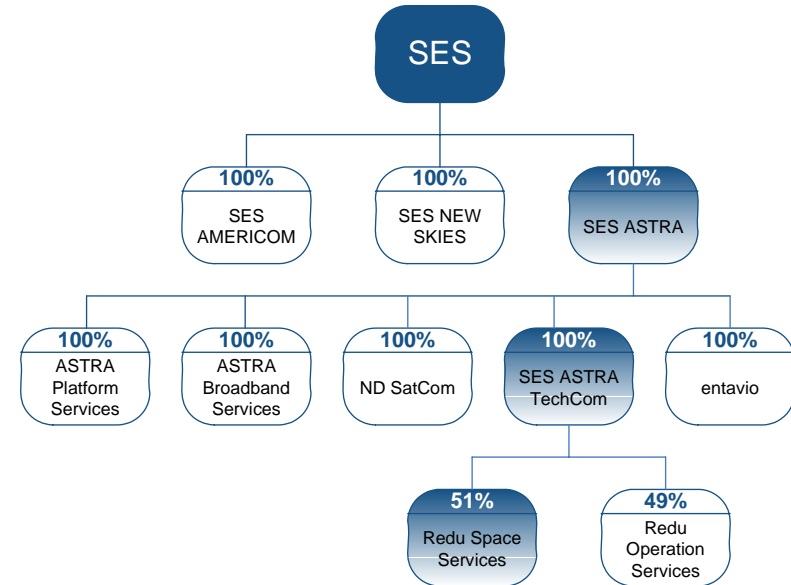 SES
100%
SES
AMERICOM
100%
SES NEW
SKIES
100%
SES ASTRA
100%
ASTRA
Platform
Services
100%
ASTRA
Broadband
Services
100%
ND SatCom
100%
SES ASTRA
TechCom
100%
entavio
51%
Redu Space
Services
49%
Redu
Operation
Services